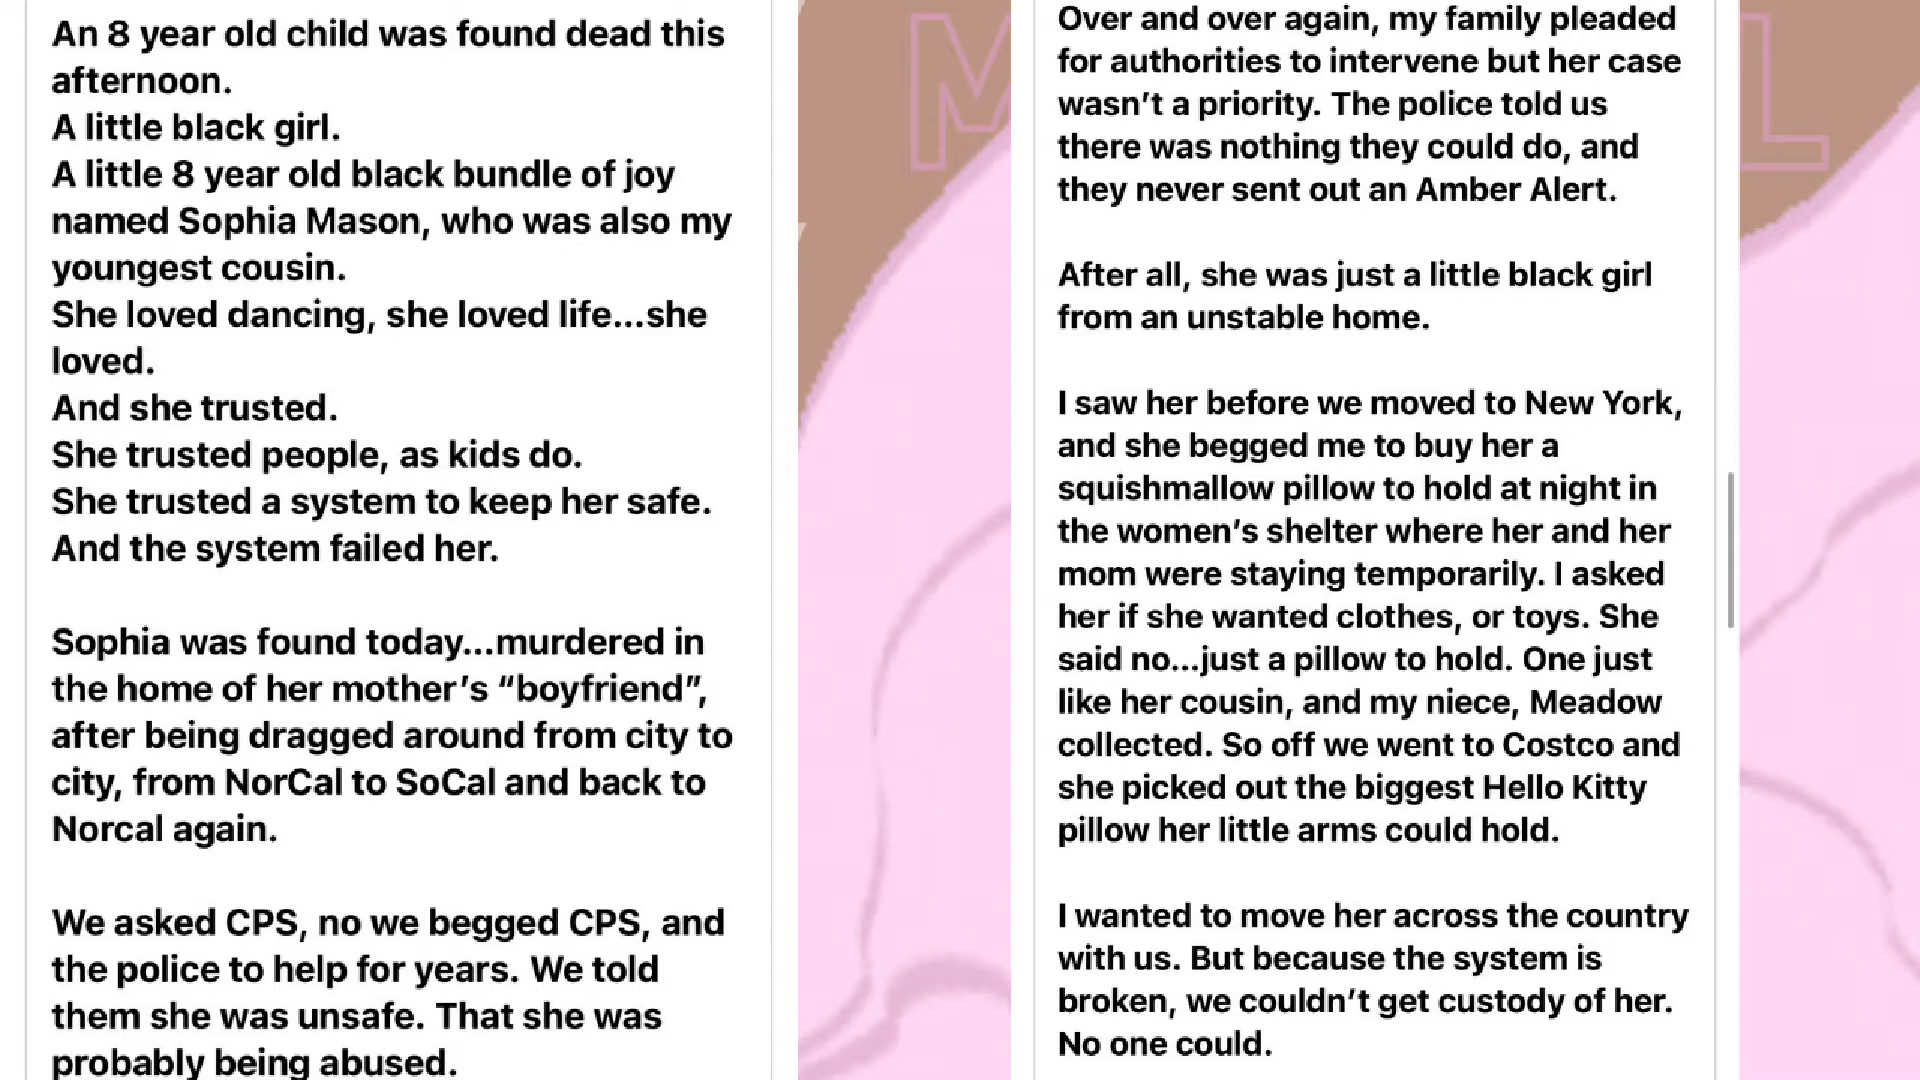 An 8 year old child was found dead this
afternoon.
A little black girl.
A little 8 year old black bundle of joy
named Sophia Mason, who was also my
youngest cousin.
She loved dancing, she loved life...she
loved.
And she trusted.
She trusted people, as kids do.
She trusted a system to keep her safe.
And the system failed her.
Sophia was found today...murdered in
the home of her mother’s “boyfriend”,
after being dragged around from city to
city, from NorCal to SoCal and back to
Norcal again.
We asked CPS, no we begged CPS, and
the police to help for years. We told
them she was unsafe. That she was
probably being abused.
Over and over again, my family pleaded
for authorities to intervene but her case
wasn’t a priority. The police told us
there was nothing they could do, and
they never sent out an Amber Alert.
After all, she was just a little black girl
from an unstable home.
I saw her before we moved to New York,
and she begged me to buy her a
squishmallow pillow to hold at night in
the women’s shelter where her and her
mom were staying temporarily. I asked
her if she wanted clothes, or toys. She
said no...just a pillow to hold. One just
like her cousin, and my niece, Meadow
collected. So off we went to Costco and
she picked out the biggest Hello Kitty
pillow her little arms could hold.
I wanted to move her across the country
with us. But because the system is
broken, we couldn’t get custody of her.
No one could.